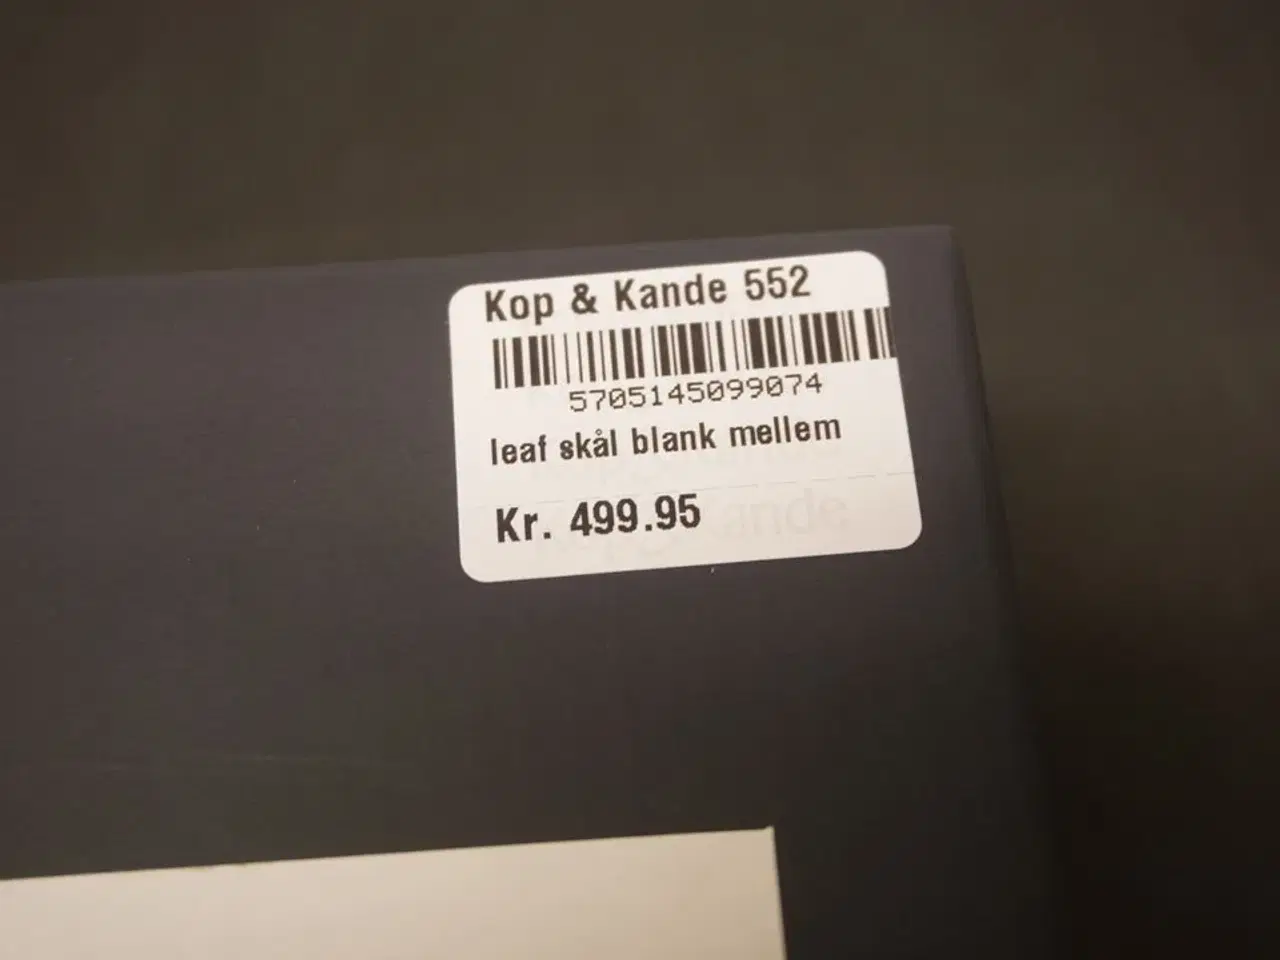 Kop & Kande 552
5705145099074
leaf skål blank mellem
Kr. 499.95